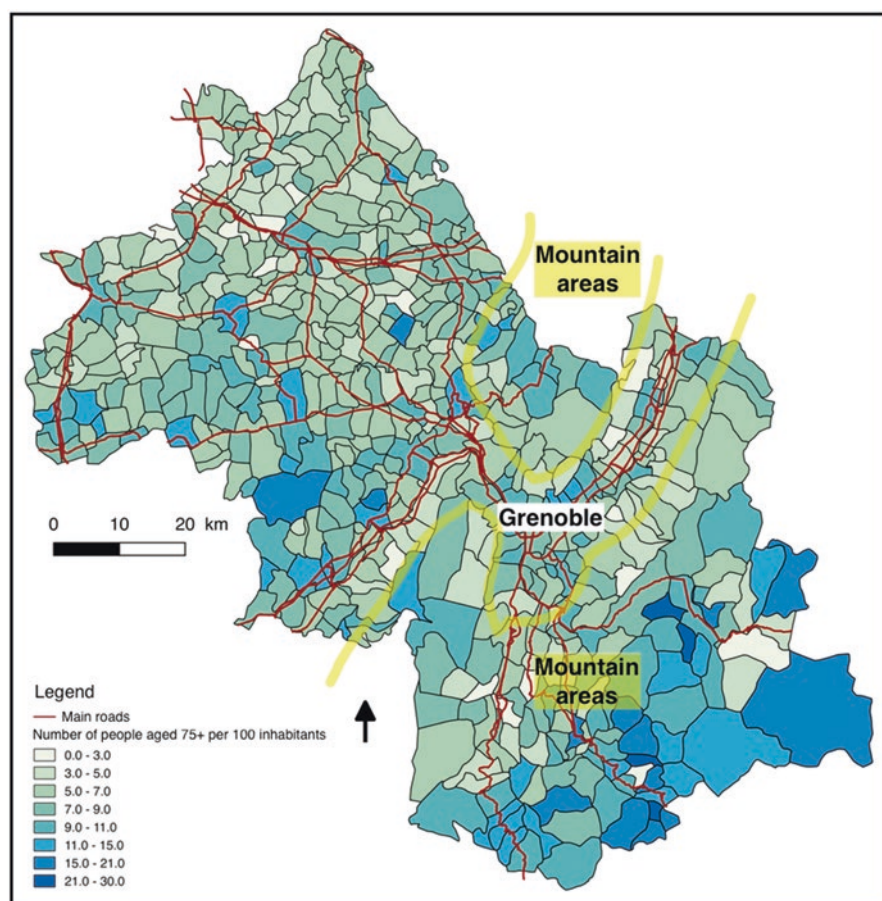 Mountain
areas
Grenoble
0 10 20 km
Mountain
areas
Legend
Main roads
Number of people aged 75+ per 100 inhabitants
0.0 - 3.0
3.0 - 5.0
5.0 - 7.0
7.0 - 9.0
9.0 - 11.0
11.0 - 15.0
15.0 - 21.0
21.0 - 30.0